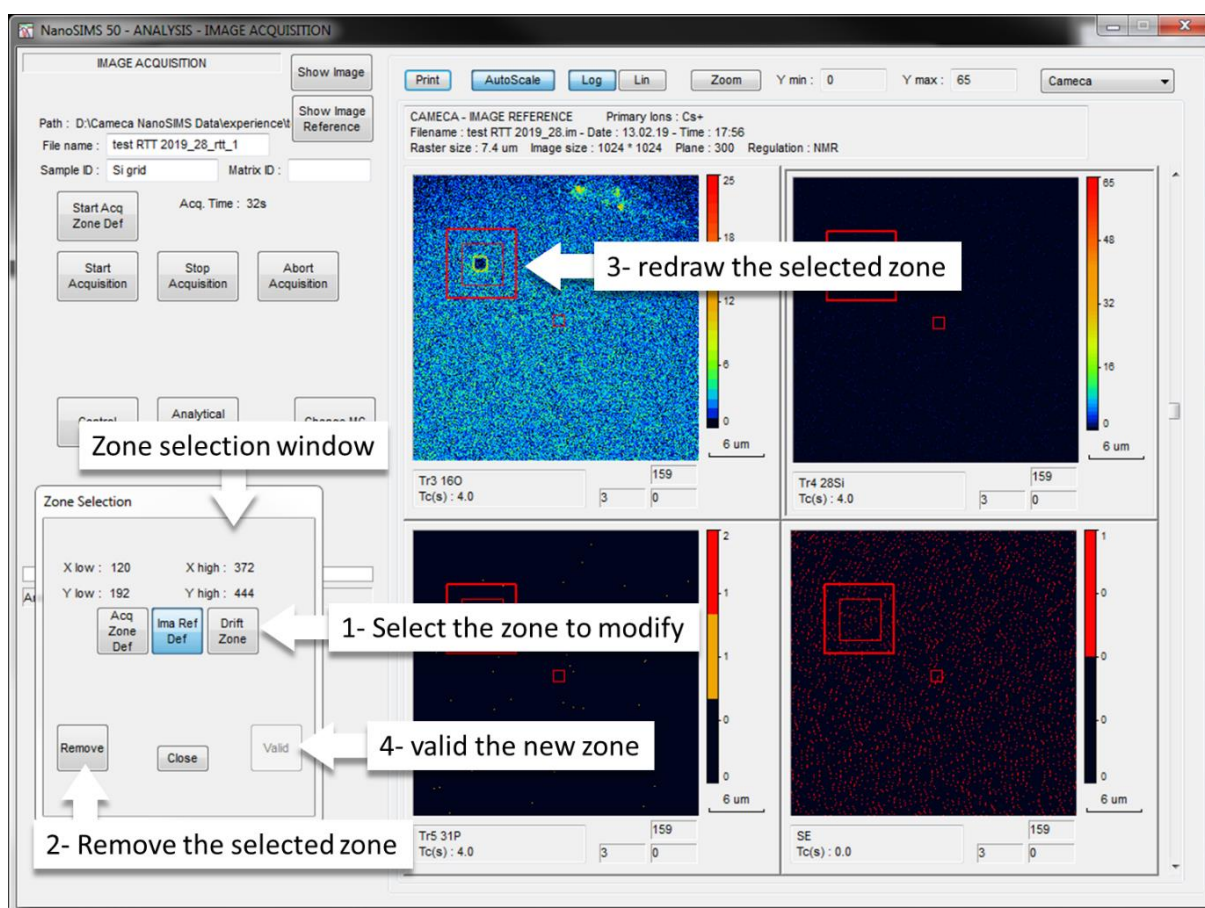 NanoSIMS 50 - ANALYSIS - IMAGE ACQUISITION
IMAGE ACQUISITION
Show Image
Show Image
Reference
Path : D:\Cameca NanoSIMS Data\experience\t
File name : test RTT 2019_28_rtt_1
Sample ID : Si grid Matrix ID :
Start Acq
Zone Def
Acq. Time : 32s
Start
Acquisition
Stop
Acquisition
Abort
Acquisition
Analytical
Zone selection window
Zone Selection
X low : 120 X high : 372
Y low : 192 Y high : 444
Acq
Zone
Def
Ima Ref
Def
Drift
Zone
1- Select the zone to modify
Remove
Close
Valid
4- valid the new zone
2- Remove the selected zone
Print AutoScale Log Lin Zoom Y min : 0 Y max : 65 Cameca
CAMECA - IMAGE REFERENCE Primary Ions : Cs+
Filename : test RTT 2019_28.im - Date : 13.02.19 - Time : 17:56
Raster size : 7.4 um Image size : 1024 * 1024 Plane : 300 Regulation : NMR
3- redraw the selected zone
25
18
12
6
0
6 um
Tr3 16O
Tc(s) : 4.0
159
3
0
65
48
32
16
0
6 um
Tr4 28Si
Tc(s) : 4.0
159
3
0
2
1
1
0
0
6 um
Tr5 31P
Tc(s) : 4.0
159
3
0
1
0
0
0
0
6 um
SE
Tc(s) : 0.0
159
3
0